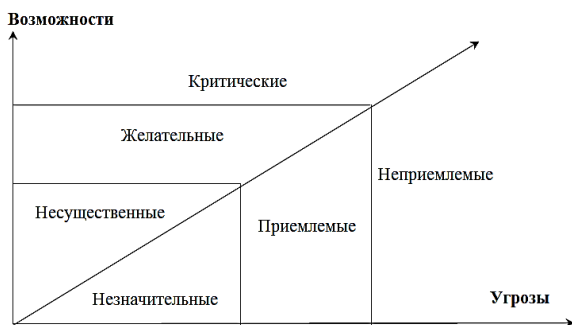 Возможности
Критические
Желательные
Неприемлемые
Несущественные
Приемлемые
Незначительные
Угрозы